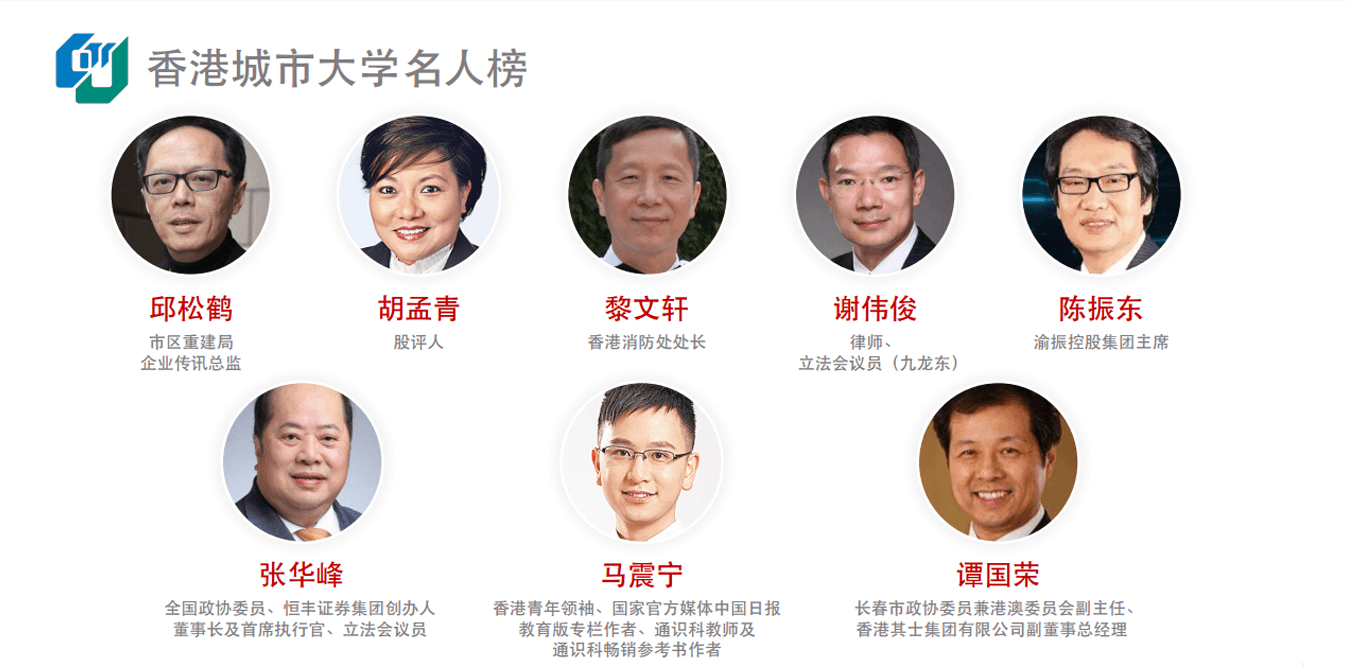 香港城市大学名人榜
邱松鹤
胡孟青
黎文轩
谢伟俊
陈振东
市区重建局
企业传讯总监
股评人
香港消防处处长
律师、
立法会议员（九龙东）
渝振控股集团主席
张华峰
马震宁
谭国荣
全国政协委员、恒丰证券集团创办人
董事长及首席执行官、立法会议员
香港青年领袖、国家官方媒体中国日报
教育版专栏作者、通识科教师及
通识科畅销参考书作者
长春市政协委员兼港澳委员会副主任、
香港其士集团有限公司副董事总经理